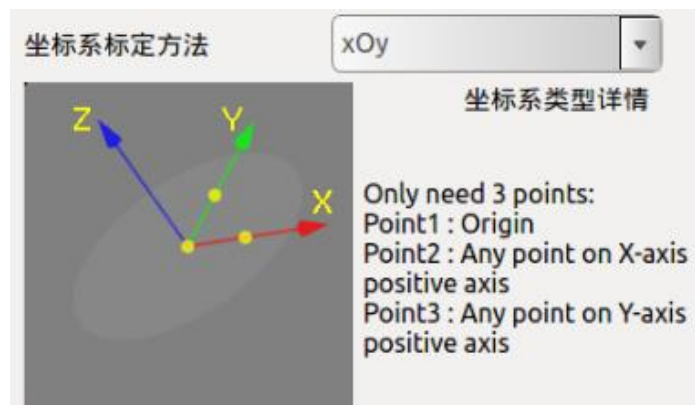 坐标系标定方法
xOy
坐标系类型详情
Z
Y
X
Only need 3 points:
Point1 : Origin
Point2 : Any point on X-axis
positive axis
Point3 : Any point on Y-axis
positive axis